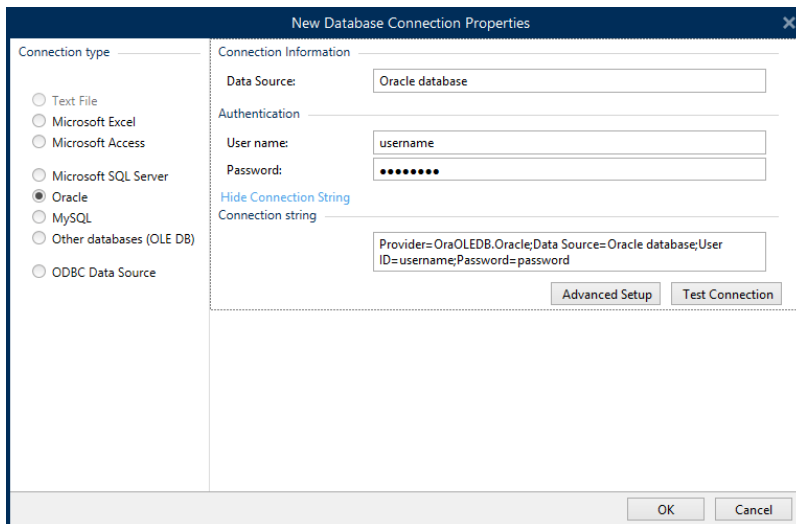 New Database Connection Properties
Connection type
Text File
Microsoft Excel
Microsoft Access
Microsoft SQL Server
Oracle
MySQL
Other databases (OLE DB)
ODBC Data Source
Connection Information
Data Source:
Oracle database
Authentication
User name:
username
Password:
●●●●●●●●
Hide Connection String
Connection string
Provider=OraOLEDB.Oracle;Data Source=Oracle database;User
ID=username;Password=password
Advanced Setup
Test Connection
OK
Cancel